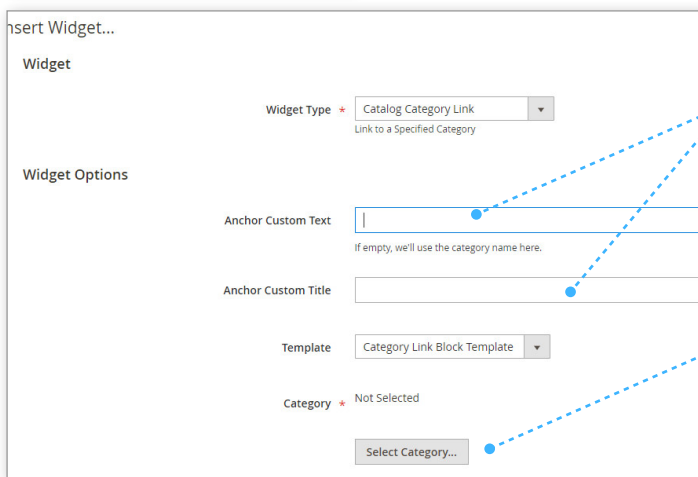 nsert Widget...
Widget
Widget Type * Catalog Category Link
Link to a Specified Category
Widget Options
Anchor Custom Text
If empty, we'll use the category name here.
Anchor Custom Title
Template Category Link Block Template
Category * Not Selected
Select Category...